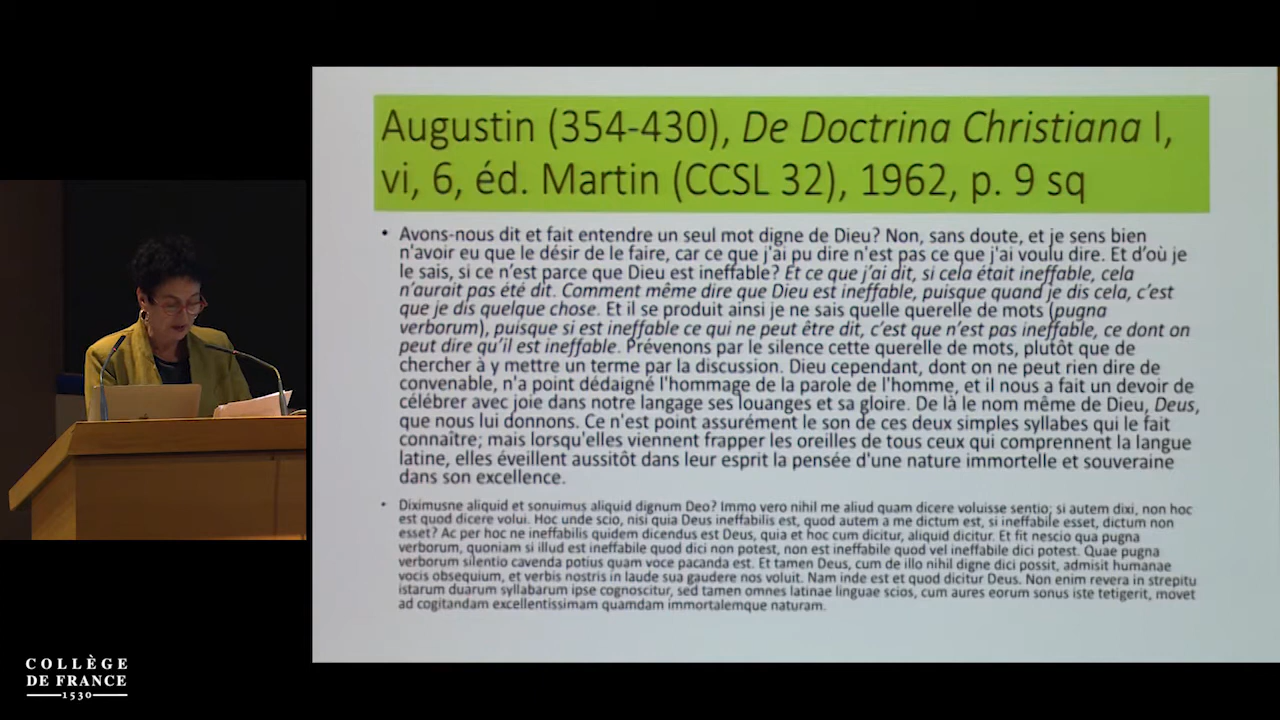 Augustin (354-430), De Doctrina Christiana I,
vi, 6, éd. Martin (CCSL 32), 1962, p. 9 sq
• Avons-nous dit et fait entendre un seul mot digne de Dieu? Non, sans doute, et je sens bien
n'avoir eu que le désir de le faire, car ce que j'ai pu dire n'est pas ce que j'ai voulu dire. Et d'où je
le sais, si ce n'est parce que Dieu est ineffable? Et ce que j'ai dit, si cela était ineffable, cela
n'aurait pas été dit. Comment même dire que Dieu est ineffable, puisque quand je dis cela, c'est
que je dis quelque chose. Et il se produit ainsi je ne sais quelle querelle de mots (pugna
verborum), puisque si est ineffable ce qui ne peut être dit, c'est que n'est pas ineffable, ce dont on
peut dire qu'il est ineffable. Prévenons par le silence cette querelle de mots, plutôt que de
chercher à y mettre un terme par la discussion. Dieu cependant, dont on ne peut rien dire de
convenable, n'a point dédaigné l'hommage de la parole de l'homme, et il nous a fait un devoir de
célébrer avec joie dans notre langage ses louanges et sa gloire. De là le nom même de Dieu, Deus,
que nous lui donnons. Ce n'est point assurément le son de ces deux simples syllabes qui le fait
connaître; mais lorsqu'elles viennent frapper les oreilles de tous ceux qui comprennent la langue
latine, elles éveillent aussitôt dans leur esprit la pensée d'une nature immortelle et souveraine
dans son excellence.
• Diximusne aliquid et sonuimus aliquid dignum Deo? Immo vero nihil me aliud quam dicere voluisse sentio; si autem dixi, non hoc
est quod dicere volui. Hoc unde scio, nisi quia Deus ineffabilis est, quod autem a me dictum est, si ineffabile esset, dictum non
esset? Ac per hoc ne ineffabilis quidem dicendus est Deus, quia et hoc cum dicitur, aliquid dicitur. Et fit nescio qua pugna
verborum, quoniam si illud est ineffabile quod dici non potest, non est ineffabile quod vel ineffabile dici potest. Quae pugna
verborum silentio cavenda potius quam voce pacanda est. Et tamen Deus, cum de illo nihil digne dici possit, admisit humanae
vocis obsequium, et verbis nostris in laude sua gaudere nos voluit. Nam inde est et quod dicitur Deus. Non enim revera in strepitu
istarum duarum syllabarum ipse cognoscitur, sed tamen omnes latinae linguae scios, cum aures eorum sonus iste tetigerit, movet
ad cogitandam excellentissimam quamdam immortalemque naturam.
COLLÈGE
DE FRANCE
1530